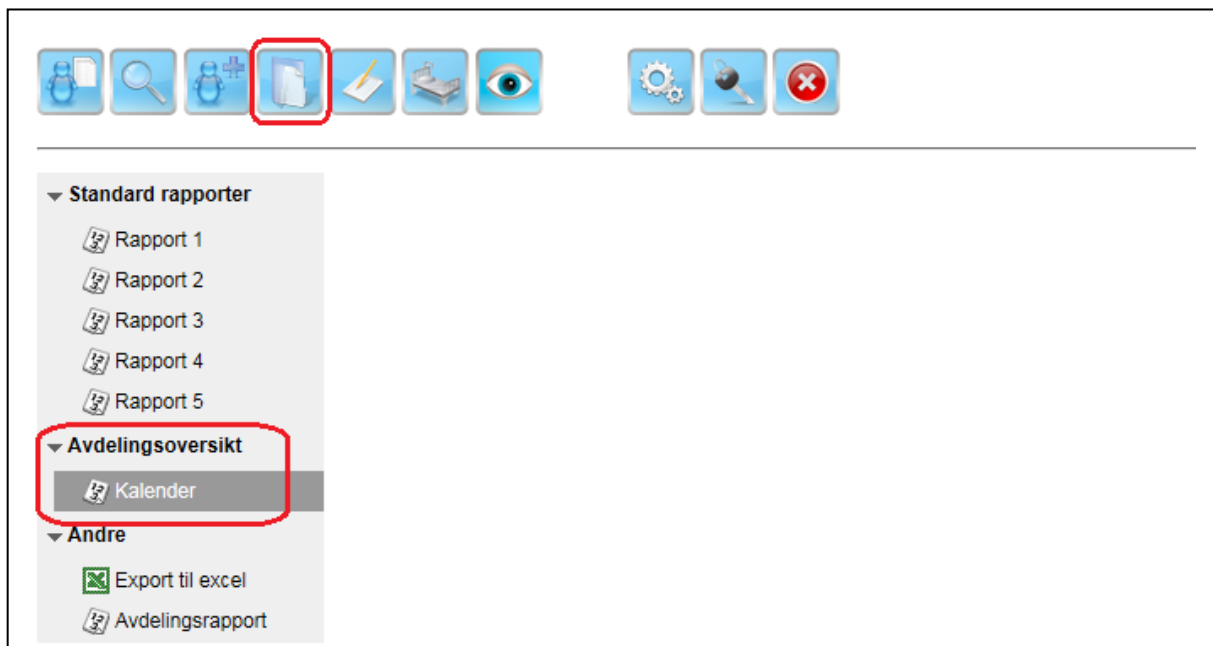 Standard rapporter
Rapport 1
Rapport 2
Rapport 3
Rapport 4
Rapport 5
Avdelingsoversikt
Kalender
Andre
Export til excel
Avdelingsrapport